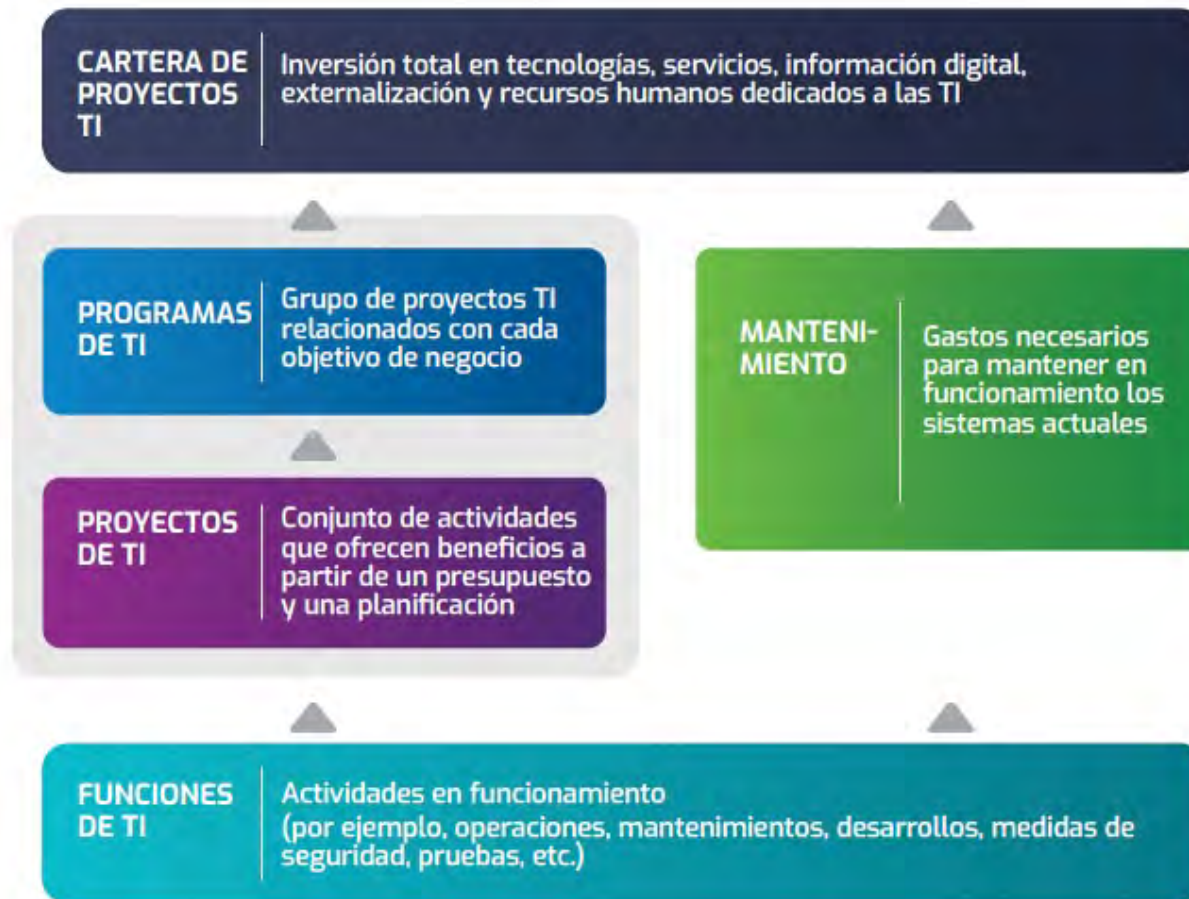 CARTERA DE
PROYECTOS
TI
Inversión total en tecnologías, servicios, información digital,
externalización y recursos humanos dedicados a las TI
PROGRAMAS
DE TI
Grupo de proyectos TI
relacionados con cada
objetivo de negocio
MANTENI-
MIENTO
Gastos necesarios
para mantener en
funcionamiento los
sistemas actuales
PROYECTOS
DE TI
Conjunto de actividades
que ofrecen beneficios a
partir de un presupuesto
y una planificación
FUNCIONES
DE TI
Actividades en funcionamiento
(por ejemplo, operaciones, mantenimientos, desarrollos, medidas de
seguridad, pruebas, etc.)